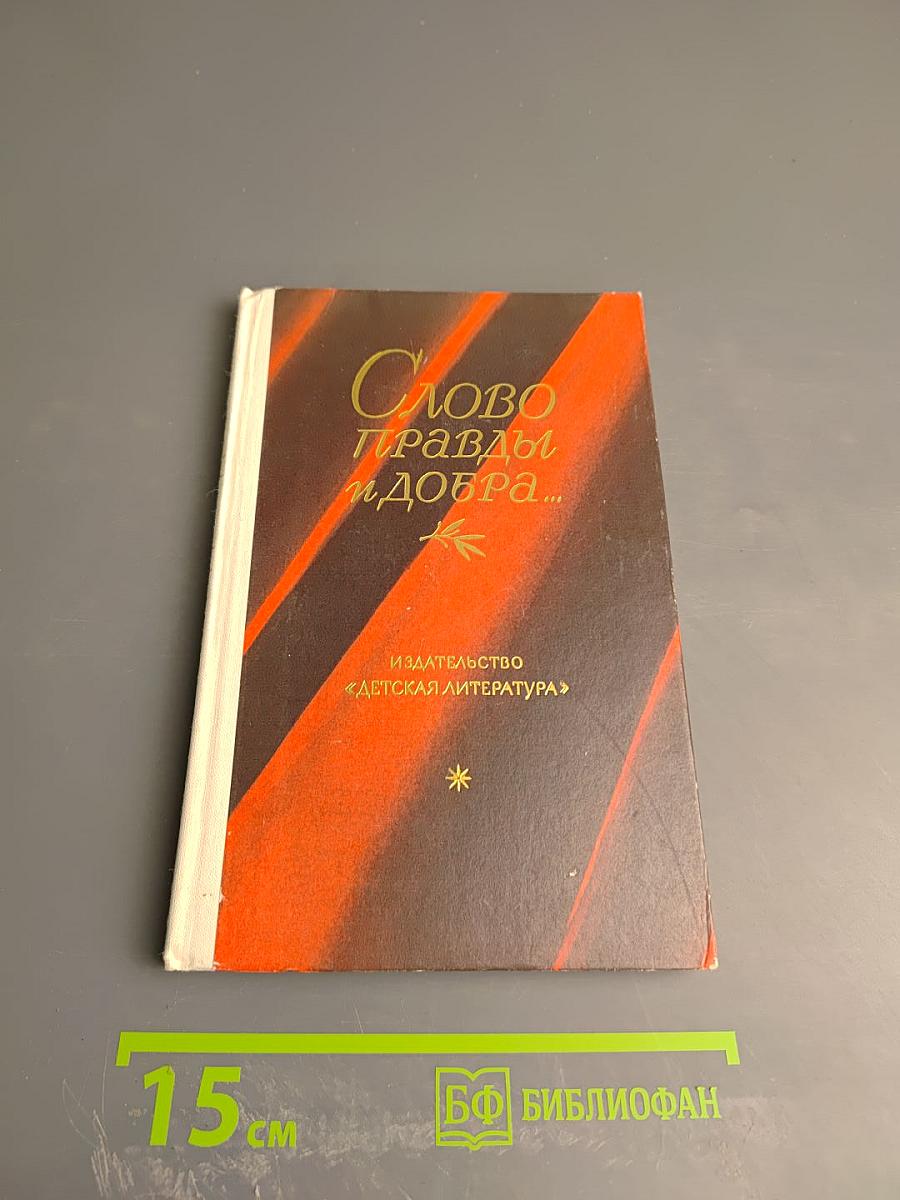 Слово
правды
и добра...
ИЗДАТЕЛЬСТВО
«ДЕТСКАЯ ЛИТЕРАТУРА»
15 см
БФ БИБЛИОФАН